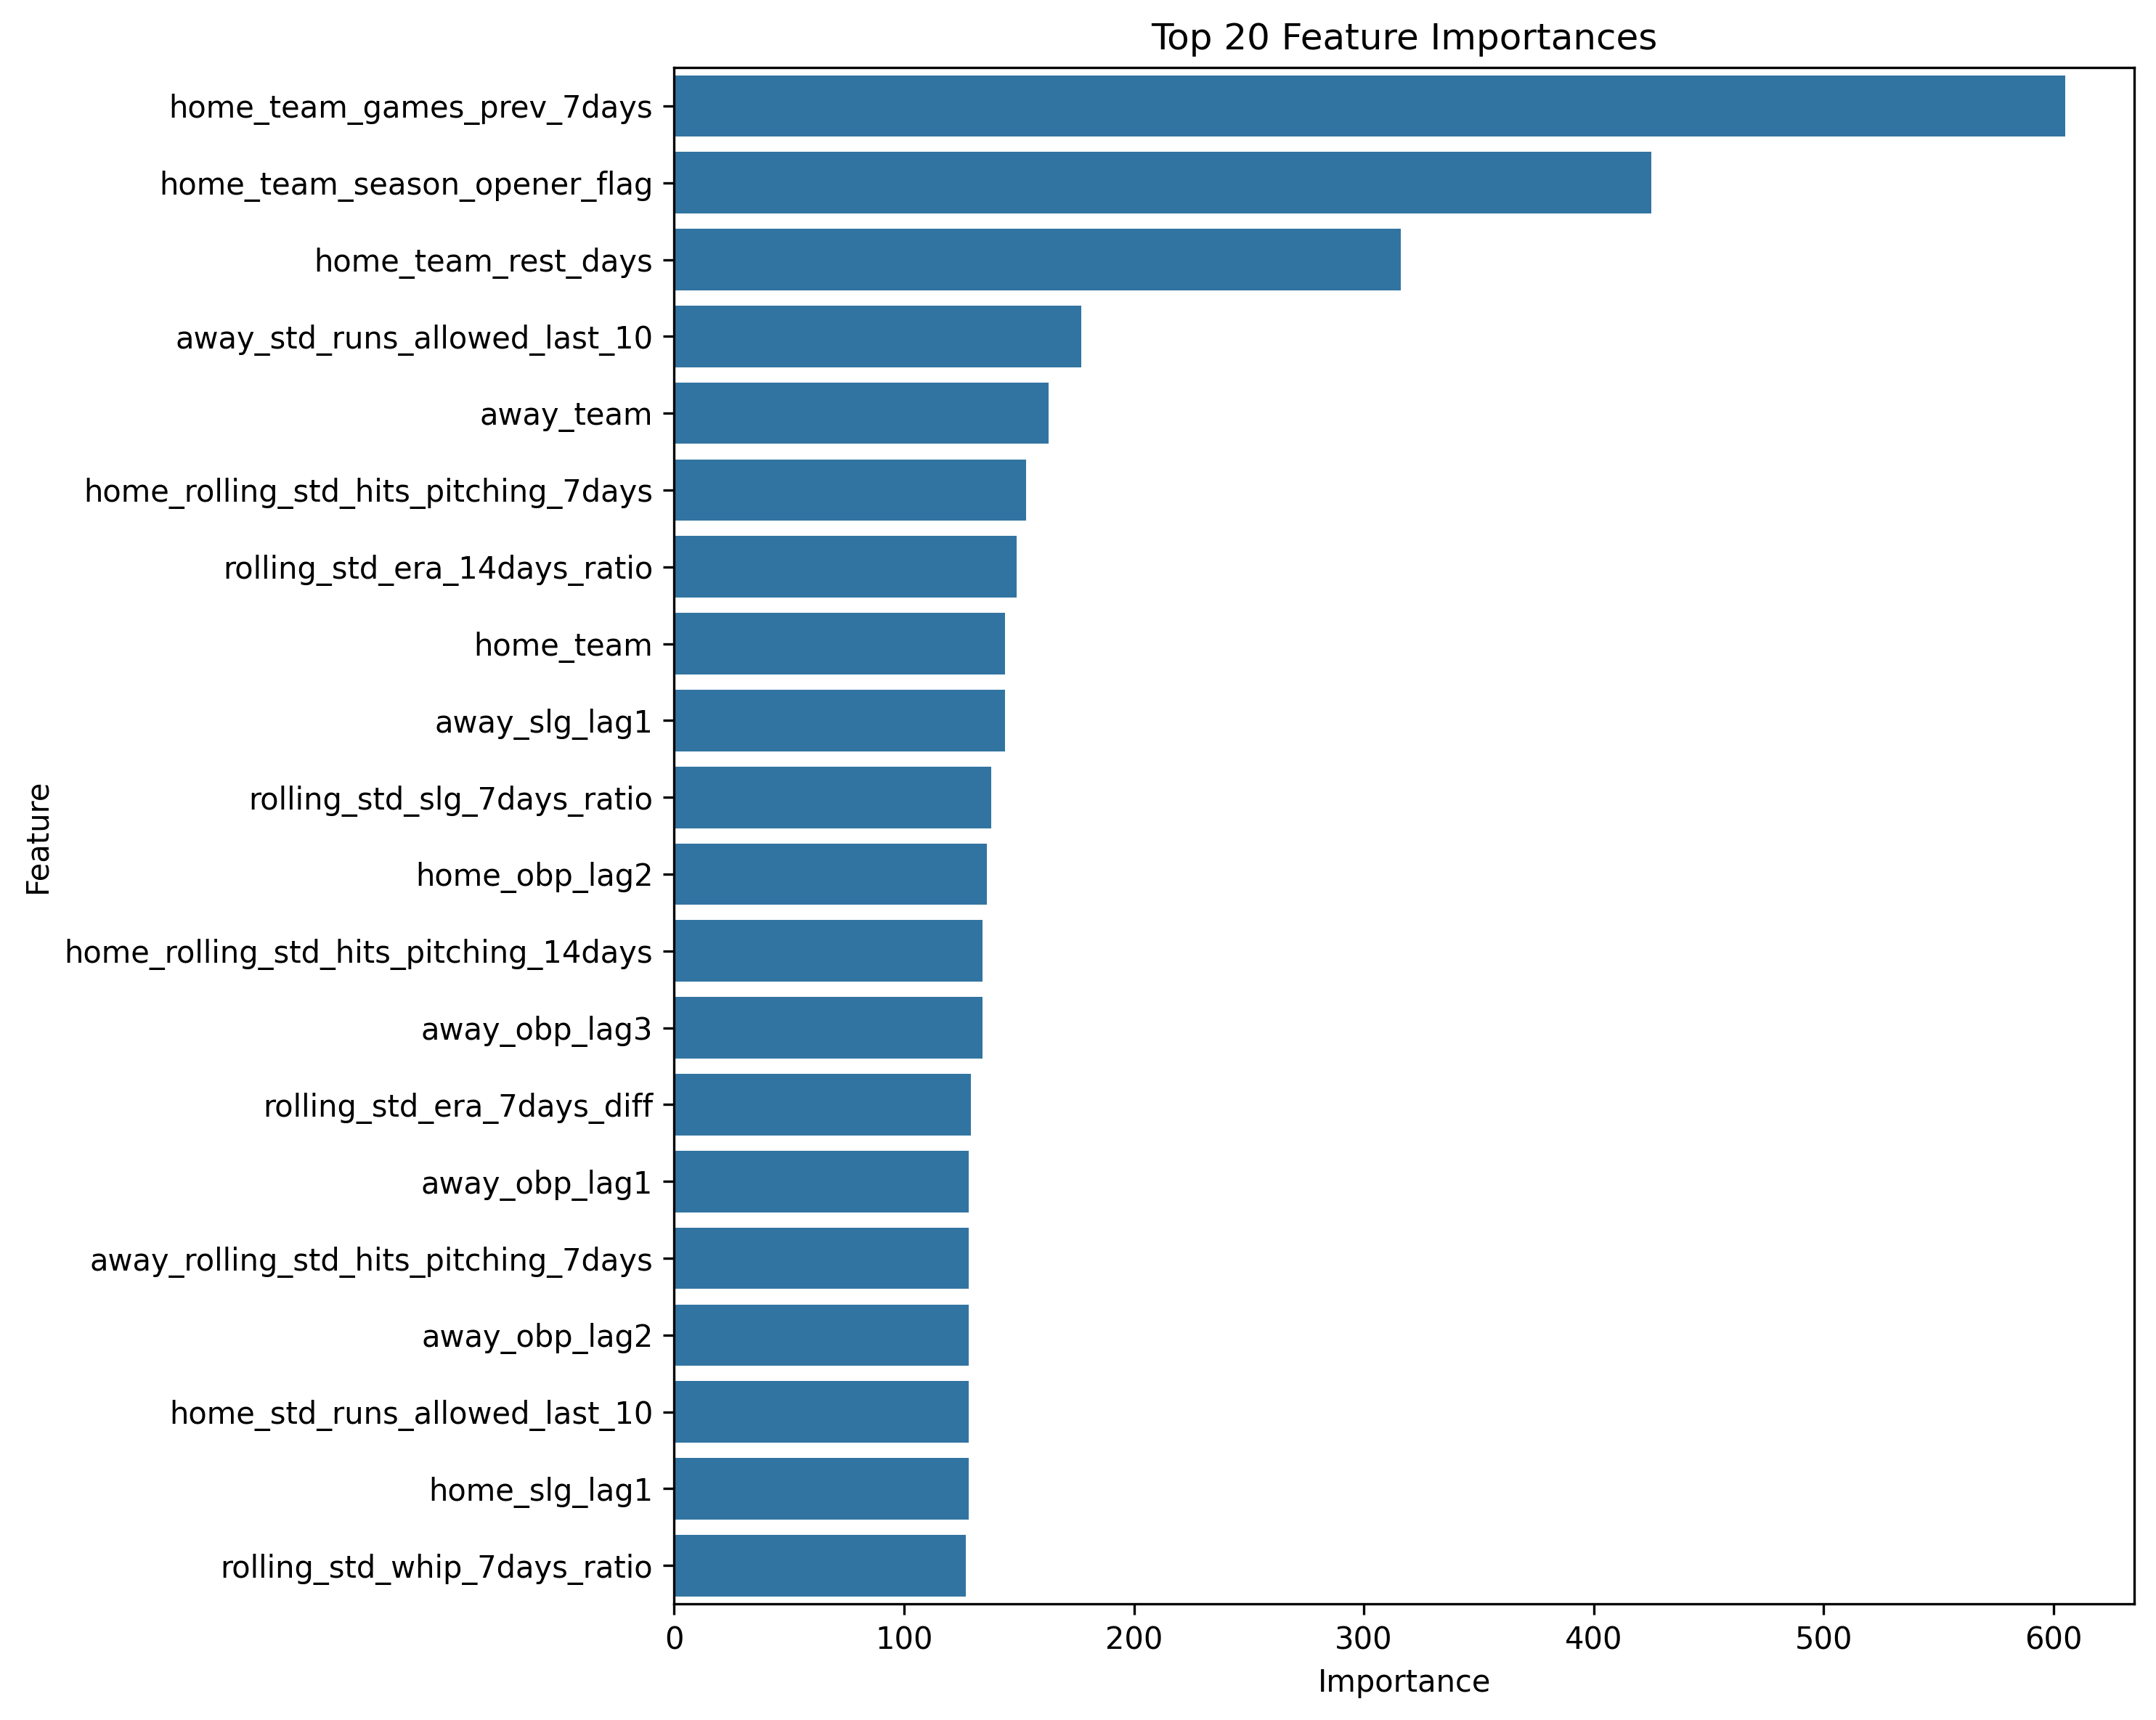 Top 20 Feature Importances
home_team_games_prev_7days
home_team_season_opener_flag
home_team_rest_days
away_std_runs_allowed_last_10
away_team
home_rolling_std_hits_pitching_7days
rolling_std_era_14days_ratio
home_team
away_slg_lag1
rolling_std_slg_7days_ratio
home_obp_lag2
home_rolling_std_hits_pitching_14days
away_obp_lag3
rolling_std_era_7days_diff
away_obp_lag1
away_rolling_std_hits_pitching_7days
away_obp_lag2
home_std_runs_allowed_last_10
home_slg_lag1
rolling_std_whip_7days_ratio
Feature
0 100 200 300 400 500 600
Importance